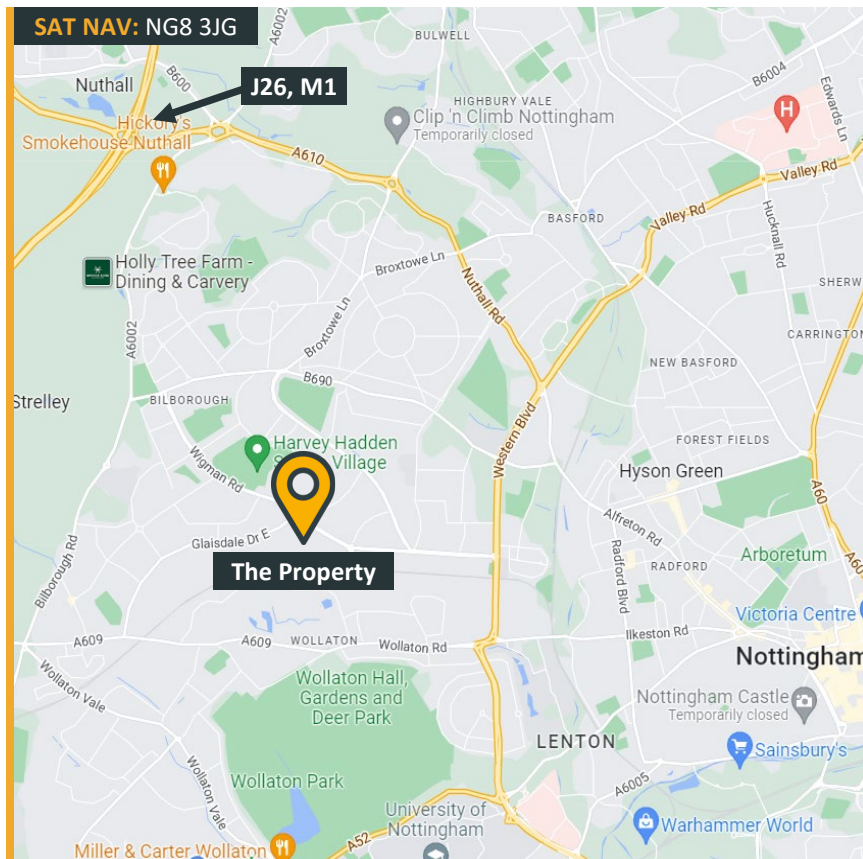 SAT NAV: NG8 3JG
A6002
BULWELL
B600
Nuthall
J26, M1
B6004
Edwards Ln
HIGHBURY VALE
H
Clip 'n Climb Nottingham
Temporarily closed
Hickory's
Smokehouse Nuthall
A610
Valley Rd
Valley Rd
Hucknall Rd
BASFORD
Broxtowe Ln
Nuthall Rd
Holly Tree Farm -
Dining & Carvery
SHERW
A6002
Broxtowe Ln
CARRINGTON
NEW BASFORD
B690
Strelley
BILBOROUGH
Western Blvd
Harvey Hadden
Village
FOREST FIELDS
Wigman Rd
Hyson Green
A60
Glaisdale Dr E
Alfreton Rd
The Property
Bilborough Rd
Radford Blvd
RADFORD
Arboretum
A60
Victoria Centre
A609
A609
WOLLATON
Wollaton Rd
Ilkeston Rd
Nottingham
Wollaton Vale
Wollaton Hall,
Gardens and
Deer Park
Nottingham Castle
Temporarily closed
LENTON
Sainsbury's
Wollaton Vale
Wollaton Park
A6005
University of
Nottingham
Warhammer World
A52
Miller & Carter Wollaton